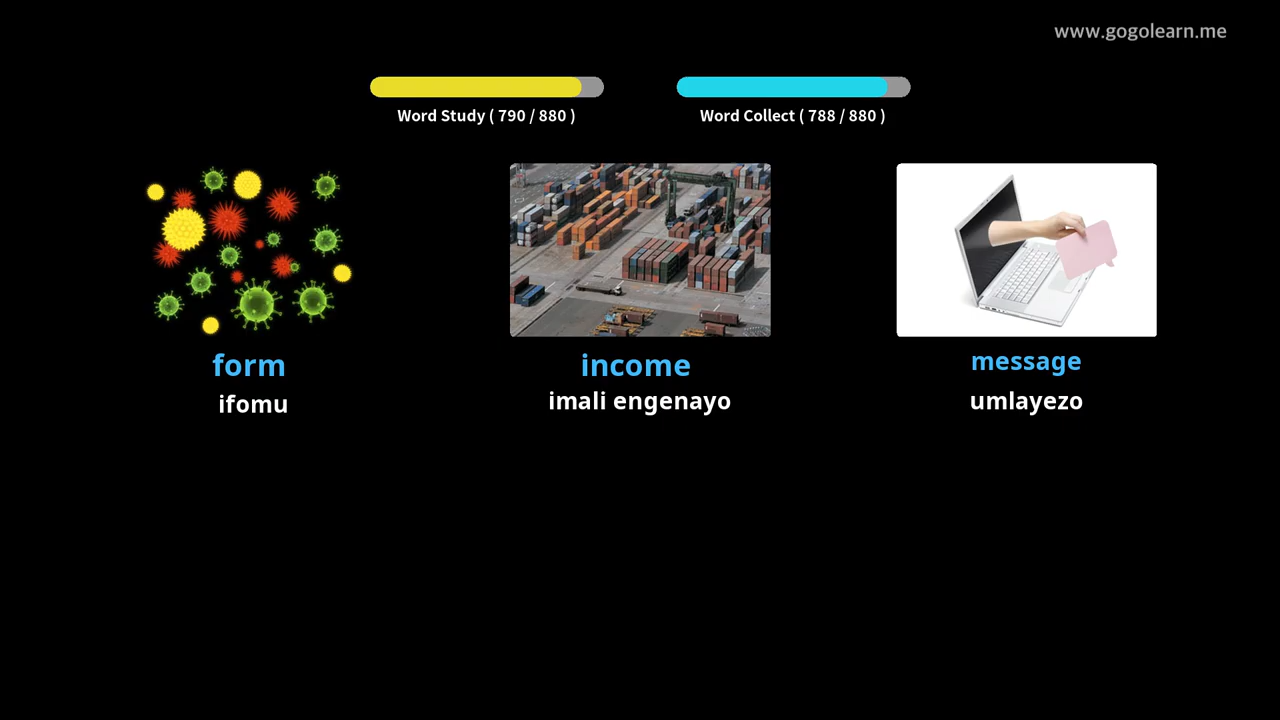 www.gogolearn.me
Word Study ( 790 / 880 )
Word Collect ( 788 / 880 )
form
ifomu
income
imali engenayo
message
umlayezo